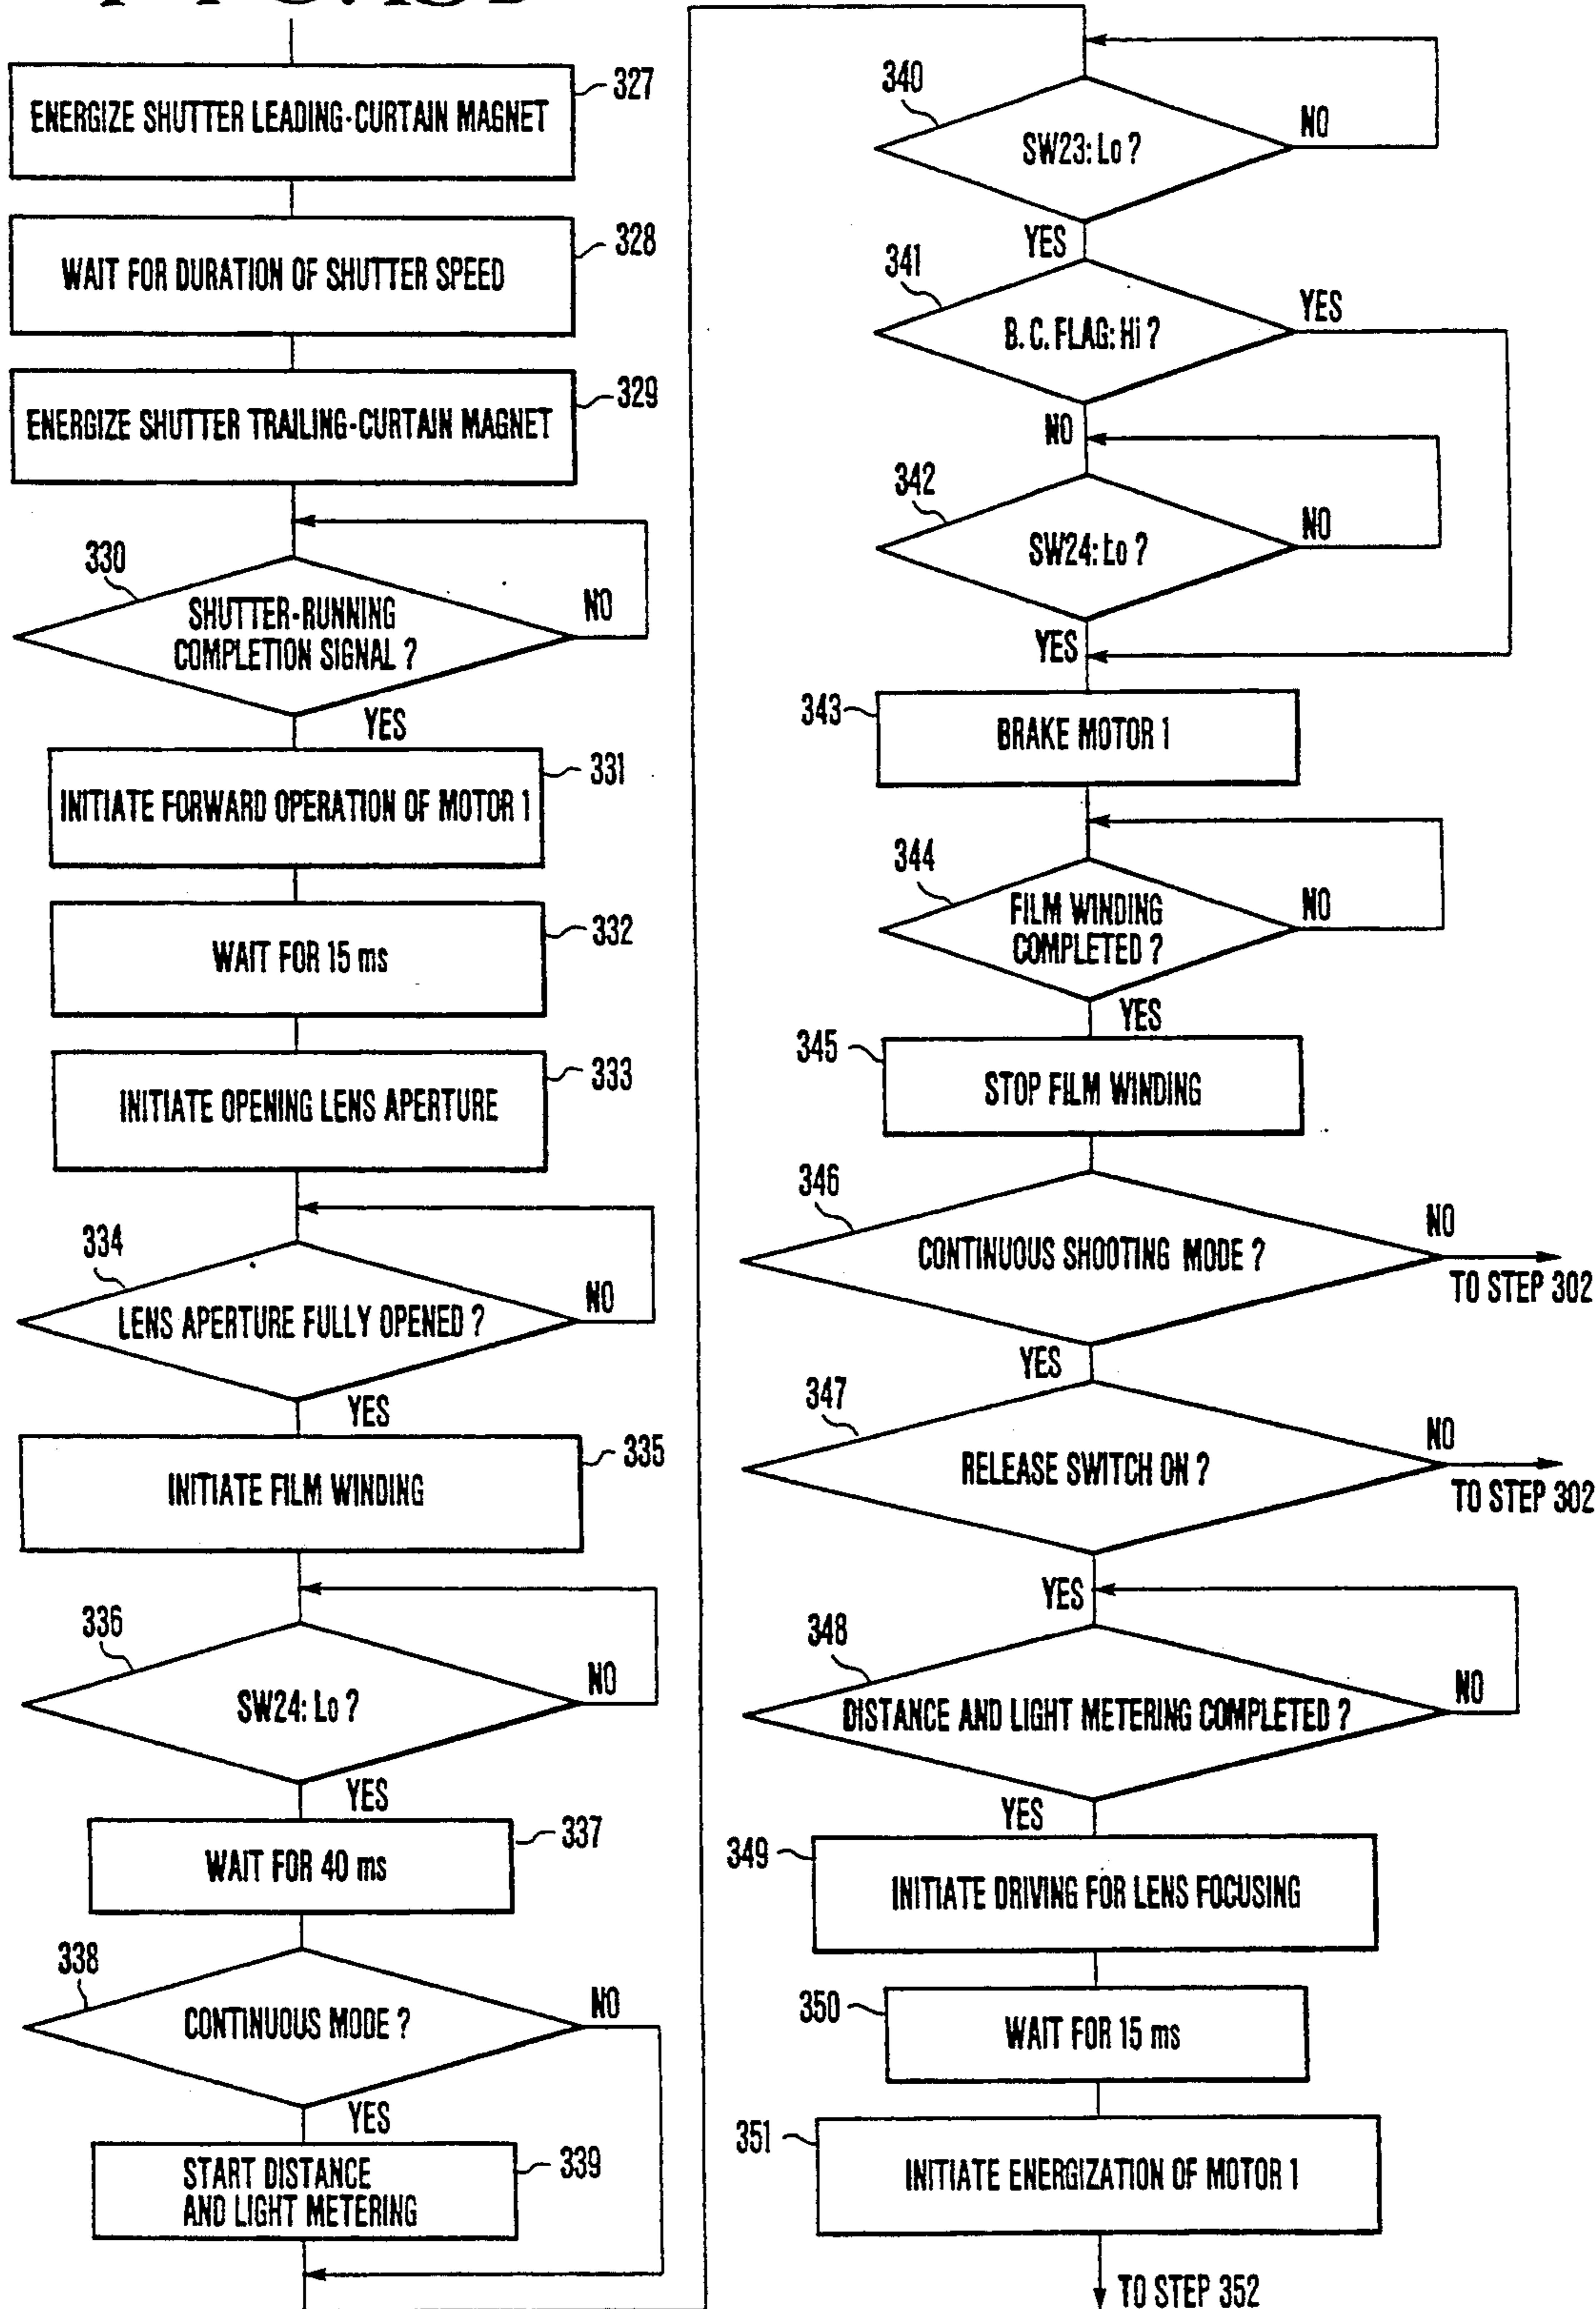 327
ENERGIZE SHUTTER LEADING-CURTAIN MAGNET
328
WAIT FOR DURATION OF SHUTTER SPEED
329
ENERGIZE SHUTTER TRAILING-CURTAIN MAGNET
330
SHUTTER-RUNNING
COMPLETION SIGNAL ?
NO
YES
331
INITIATE FORWARD OPERATION OF MOTOR 1
332
WAIT FOR 15 ms
333
INITIATE OPENING LENS APERTURE
334
LENS APERTURE FULLY OPENED ?
NO
YES
335
INITIATE FILM WINDING
336
SW24: Lo ?
NO
YES
337
WAIT FOR 40 ms
338
CONTINUOUS MODE ?
NO
YES
339
START DISTANCE
AND LIGHT METERING
340
SW23: Lo ?
NO
YES
341
B. C. FLAG: Hi ?
YES
NO
342
SW24: Lo ?
NO
YES
343
BRAKE MOTOR 1
344
FILM WINDING
COMPLETED ?
NO
YES
345
STOP FILM WINDING
346
CONTINUOUS SHOOTING MODE ?
NO
TO STEP 302
YES
347
RELEASE SWITCH ON ?
NO
TO STEP 302
YES
348
DISTANCE AND LIGHT METERING COMPLETED ?
NO
YES
349
INITIATE DRIVING FOR LENS FOCUSING
350
WAIT FOR 15 ms
351
INITIATE ENERGIZATION OF MOTOR 1
TO STEP 352